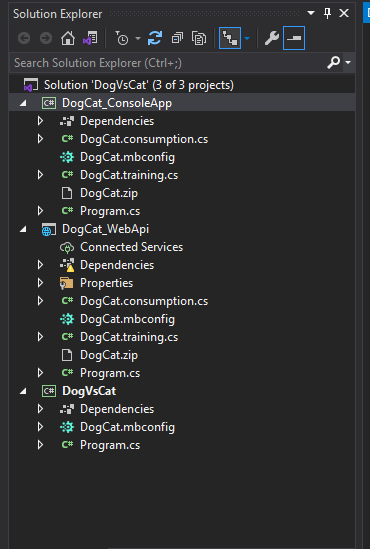 Solution Explorer
Search Solution Explorer (Ctrl+;)
Solution 'DogVsCat' (3 of 3 projects)
C# DogCat_ConsoleApp
Dependencies
C# DogCat.consumption.cs
DogCat.mbconfig
C# DogCat.training.cs
DogCat.zip
C# Program.cs
DogCat_WebApi
Connected Services
Dependencies
Properties
C# DogCat.consumption.cs
DogCat.mbconfig
C# DogCat.training.cs
DogCat.zip
C# Program.cs
C# DogVsCat
Dependencies
DogCat.mbconfig
C# Program.cs